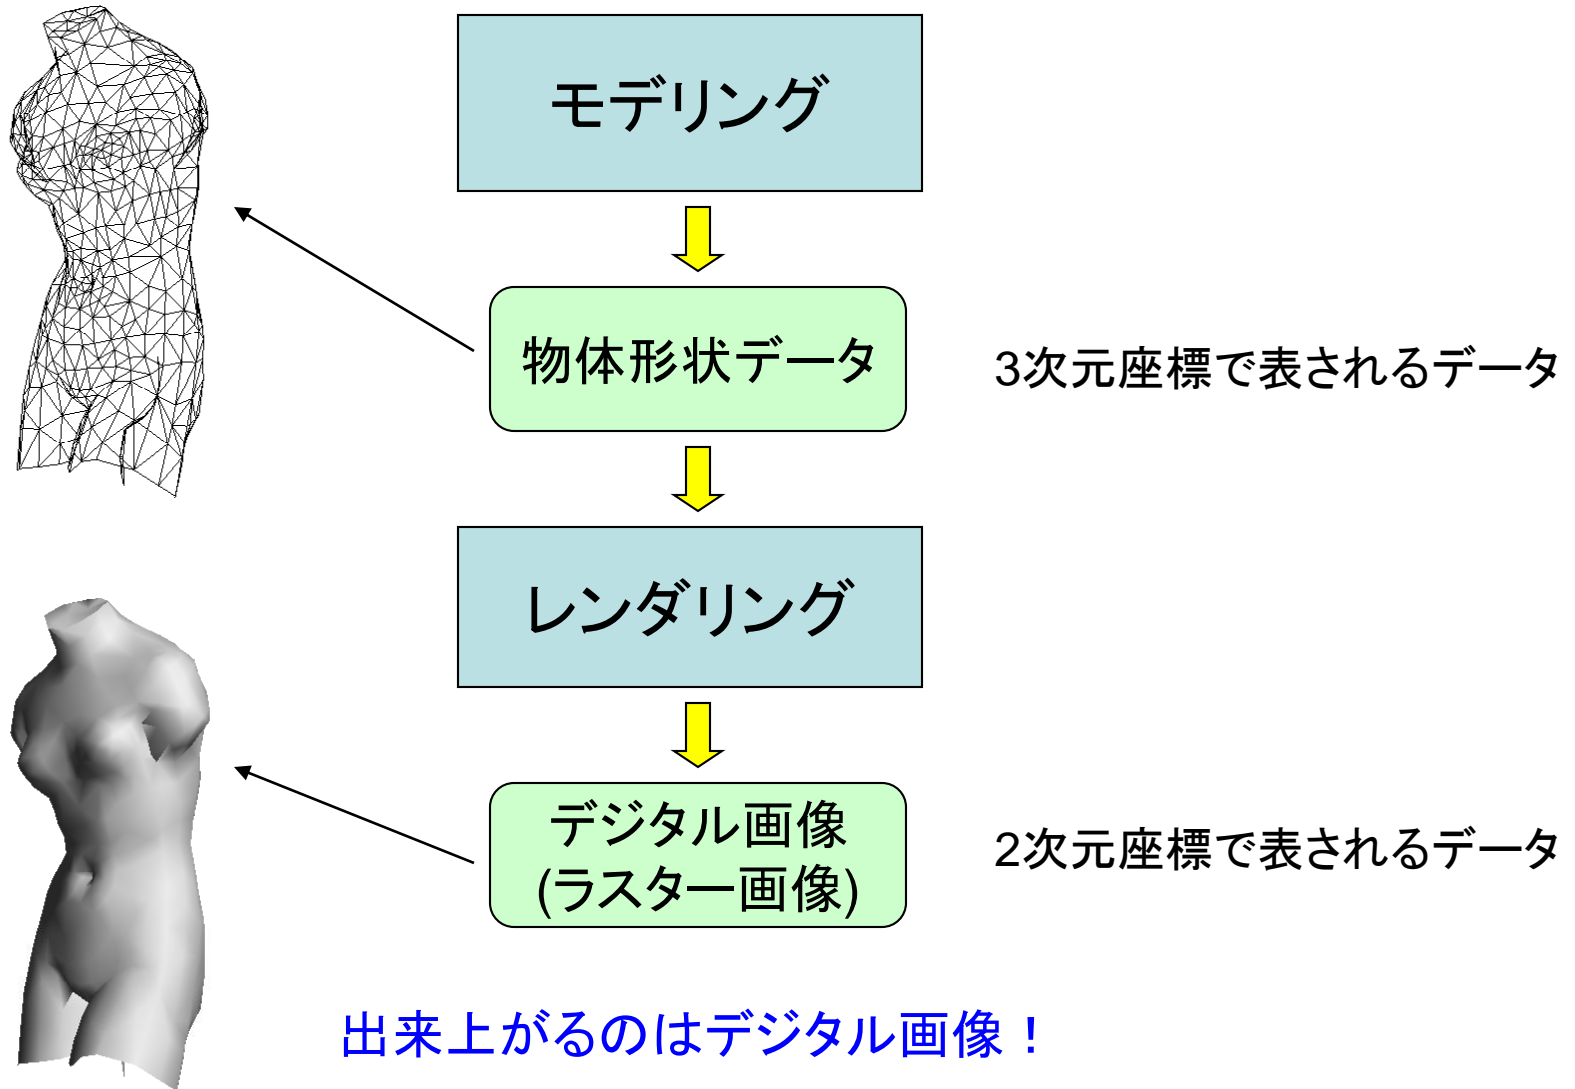 モデリング
物体形状データ
3次元座標で表されるデータ
レンダリング
デジタル画像
(ラスター画像)
2次元座標で表されるデータ
出来上がるのはデジタル画像！